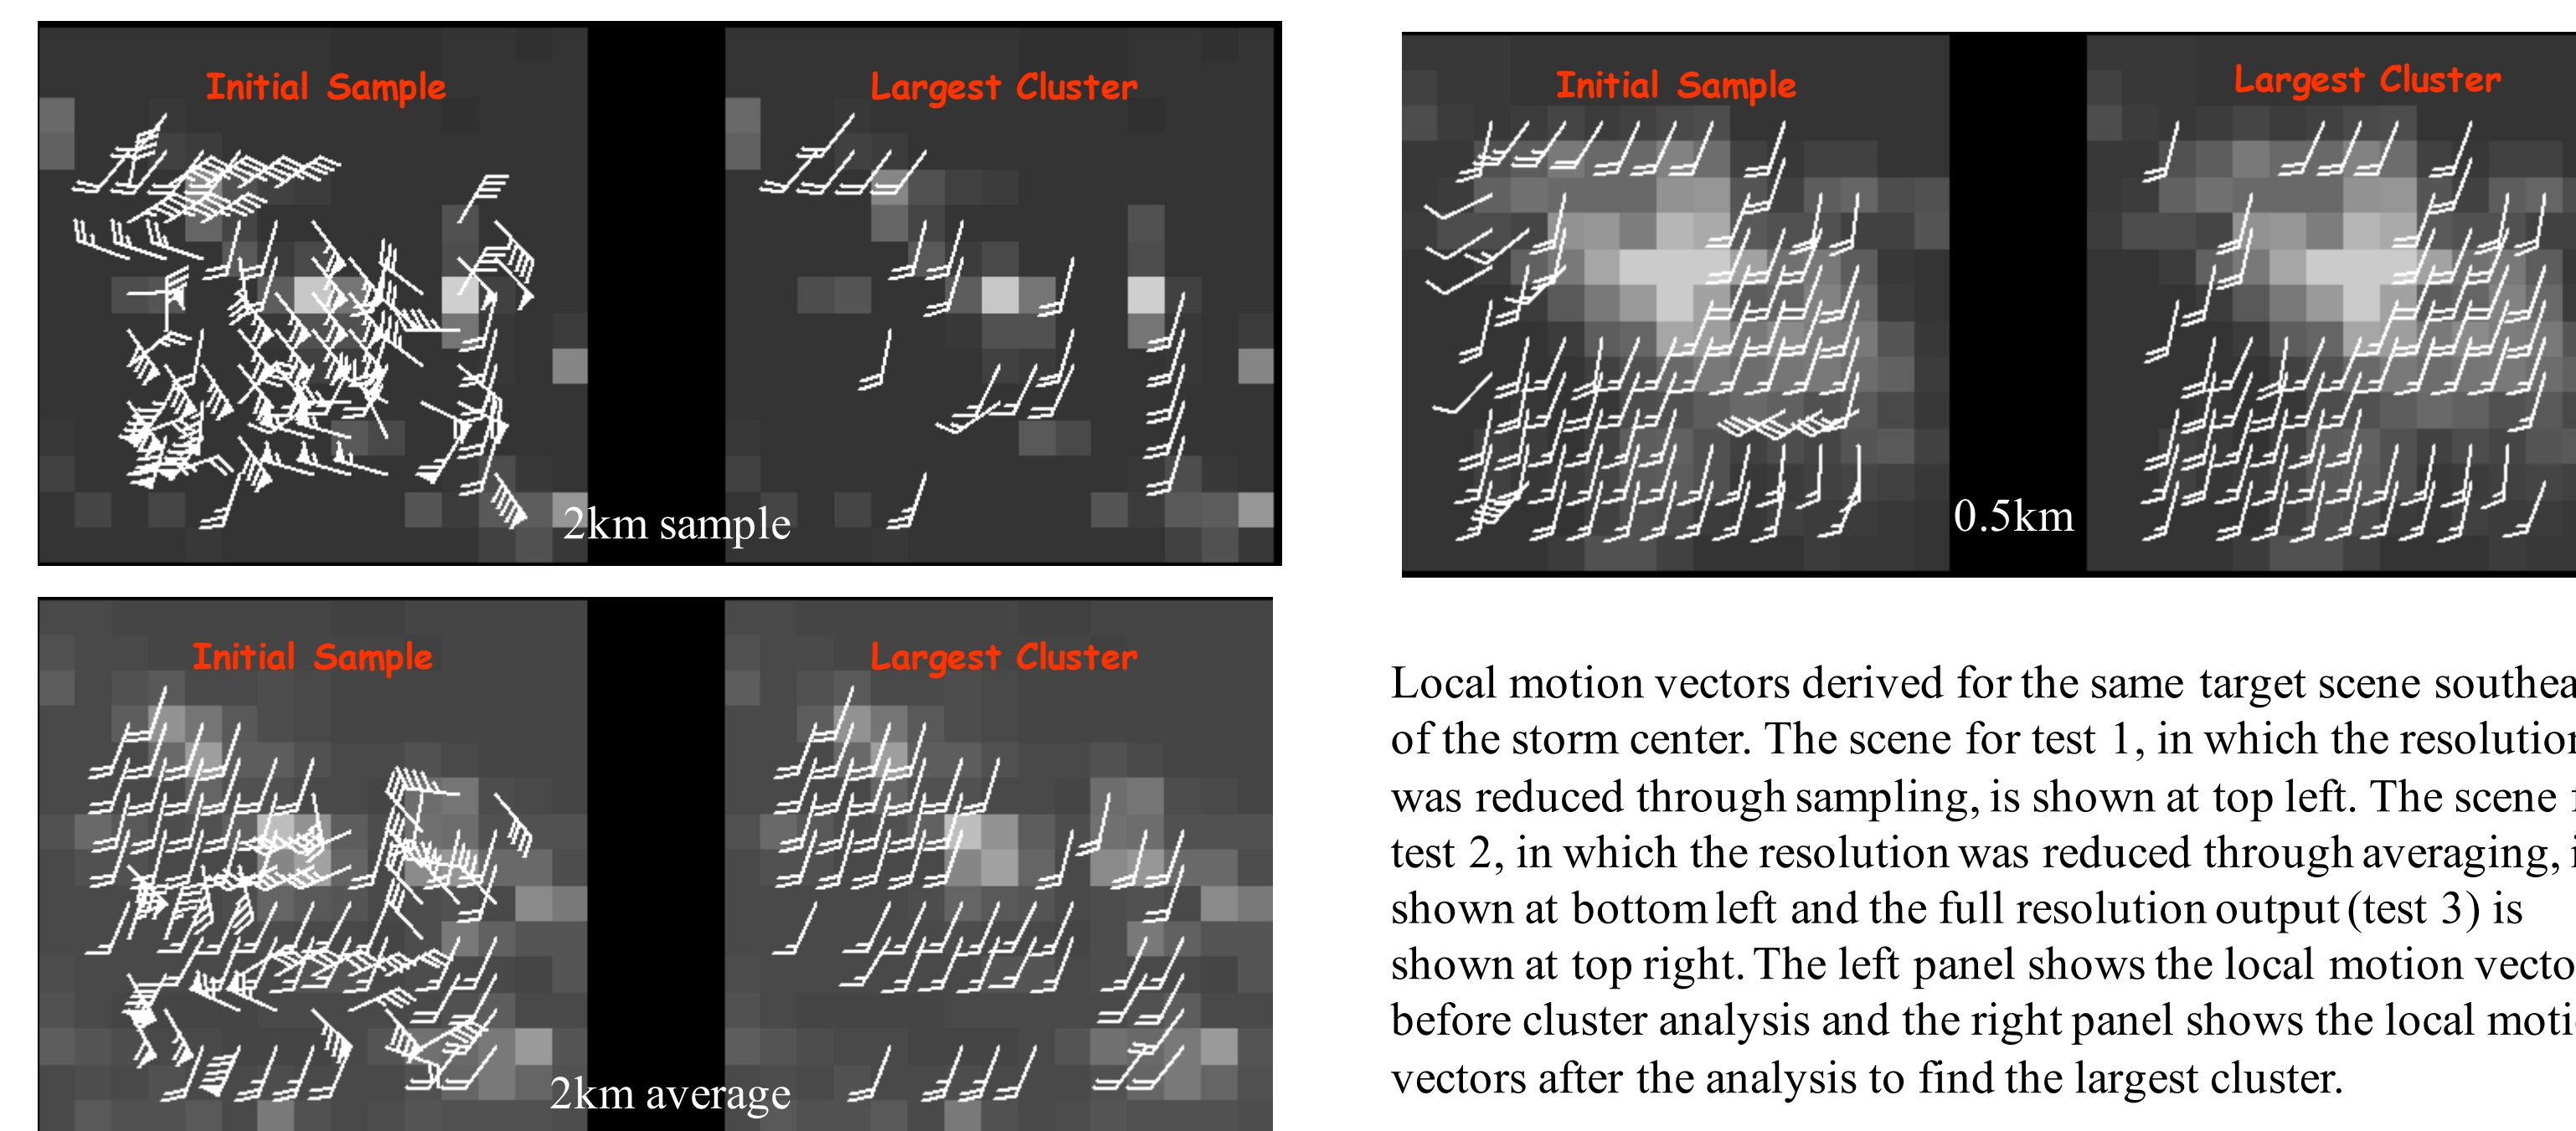 Initial Sample
Largest Cluster
2km sample
Initial Sample
Largest Cluster
0.5km
Initial Sample
Largest Cluster
2km average
Local motion vectors derived for the same target scene
of the storm center. The scene for test 1, in which the
was reduced through sampling, is shown at top left. The scene
test 2, in which the resolution was reduced through averaging,
shown at bottom left and the full resolution output (test 3) is
shown at top right. The left panel shows the local motion
before cluster analysis and the right panel shows the local
vectors after the analysis to find the largest cluster.